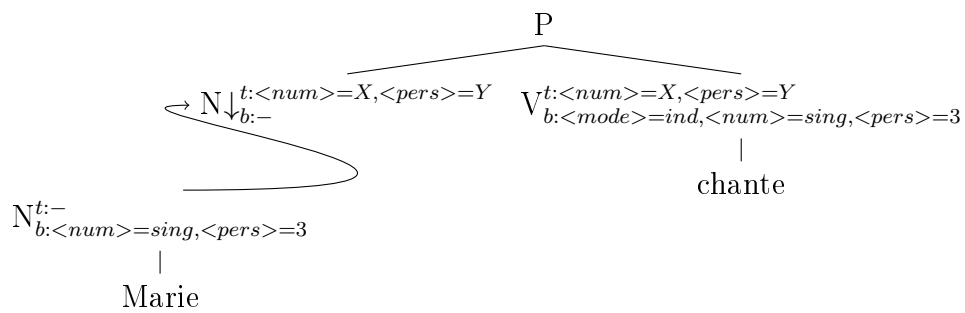 P
N↓ t:<num>=X,<pers>=Y b:− V t:<num>=X,<pers>=Y b:<mode>=ind,<num>=sing,<pers>=3
chante
N t:− b:<num>=sing,<pers>=3
Marie